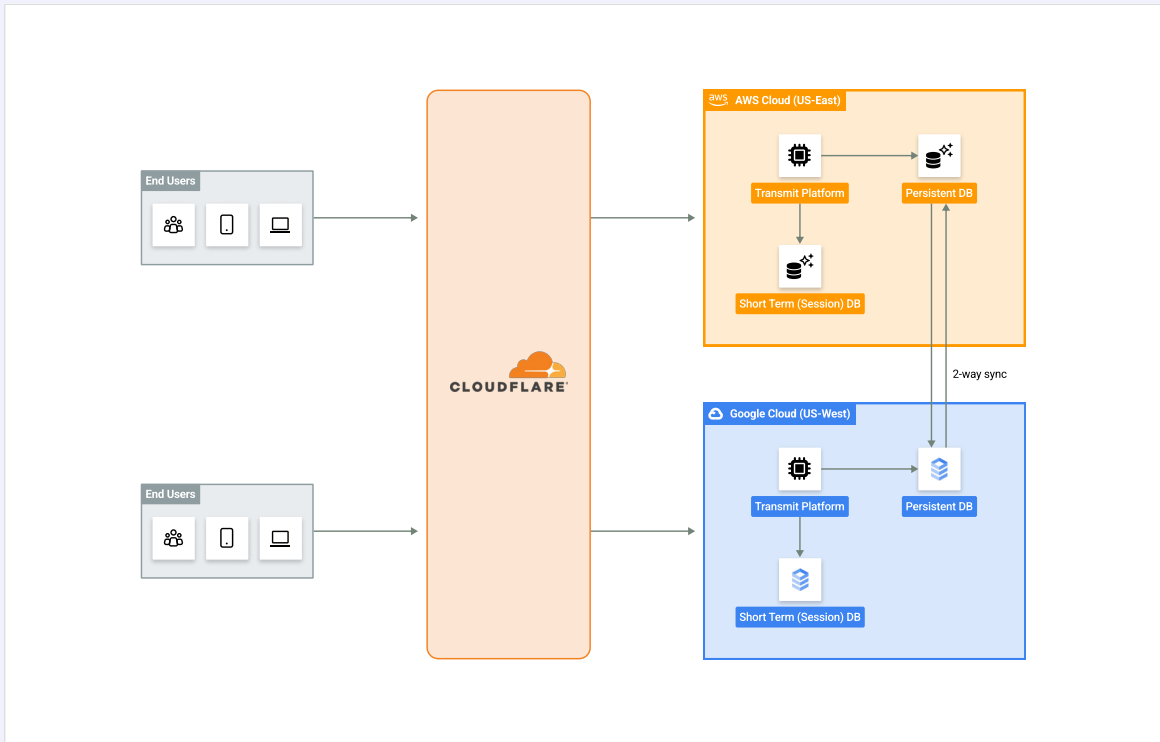 aws AWS Cloud (US-East)
Transmit Platform
Persistent DB
Short Term (Session) DB
End Users
CLOUDFLARE
2-way sync
Google Cloud (US-West)
Transmit Platform
Persistent DB
Short Term (Session) DB
End Users